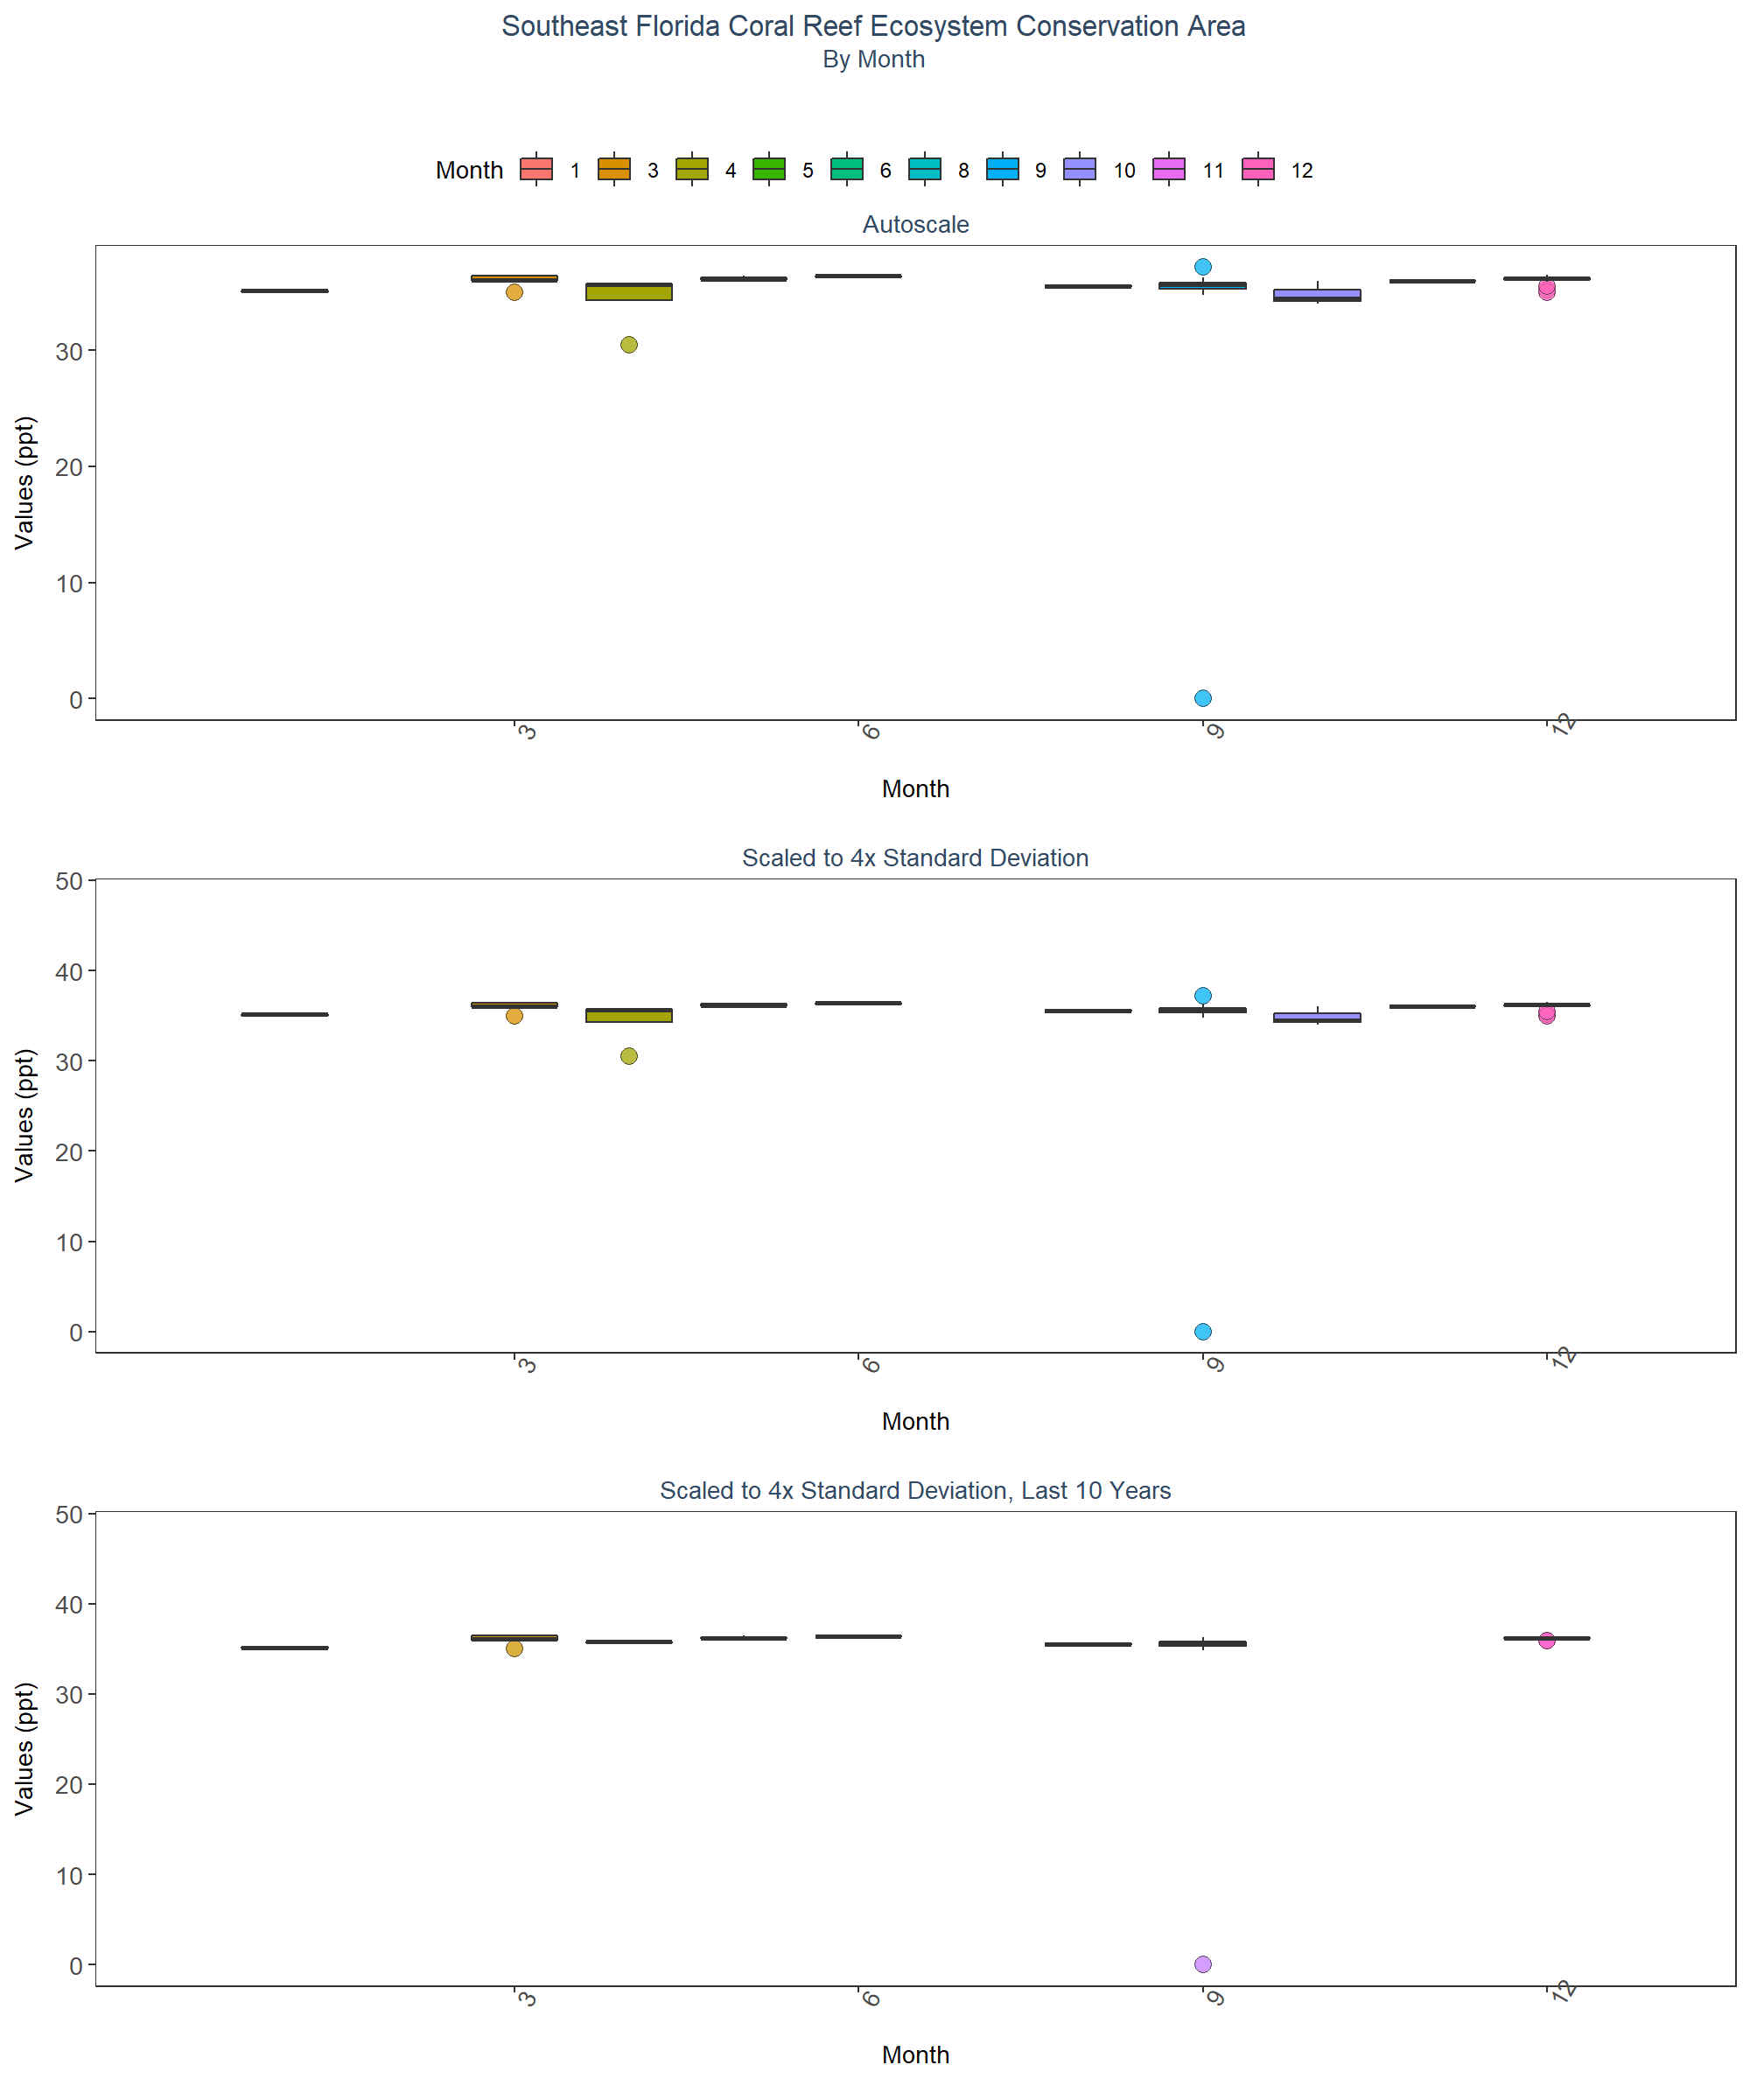 Southeast Florida Coral Reef Ecosystem Conservation Area
By Month
Month 1 3 4 5 6 8 9 10 11 12
Autoscale
30
20
10
0
Values (ppt)
3 6 9 12
Month
Scaled to 4x Standard Deviation
50
40
30
20
10
0
Values (ppt)
3 6 9 12
Month
Scaled to 4x Standard Deviation, Last 10 Years
50
40
30
20
10
0
Values (ppt)
3 6 9 12
Month